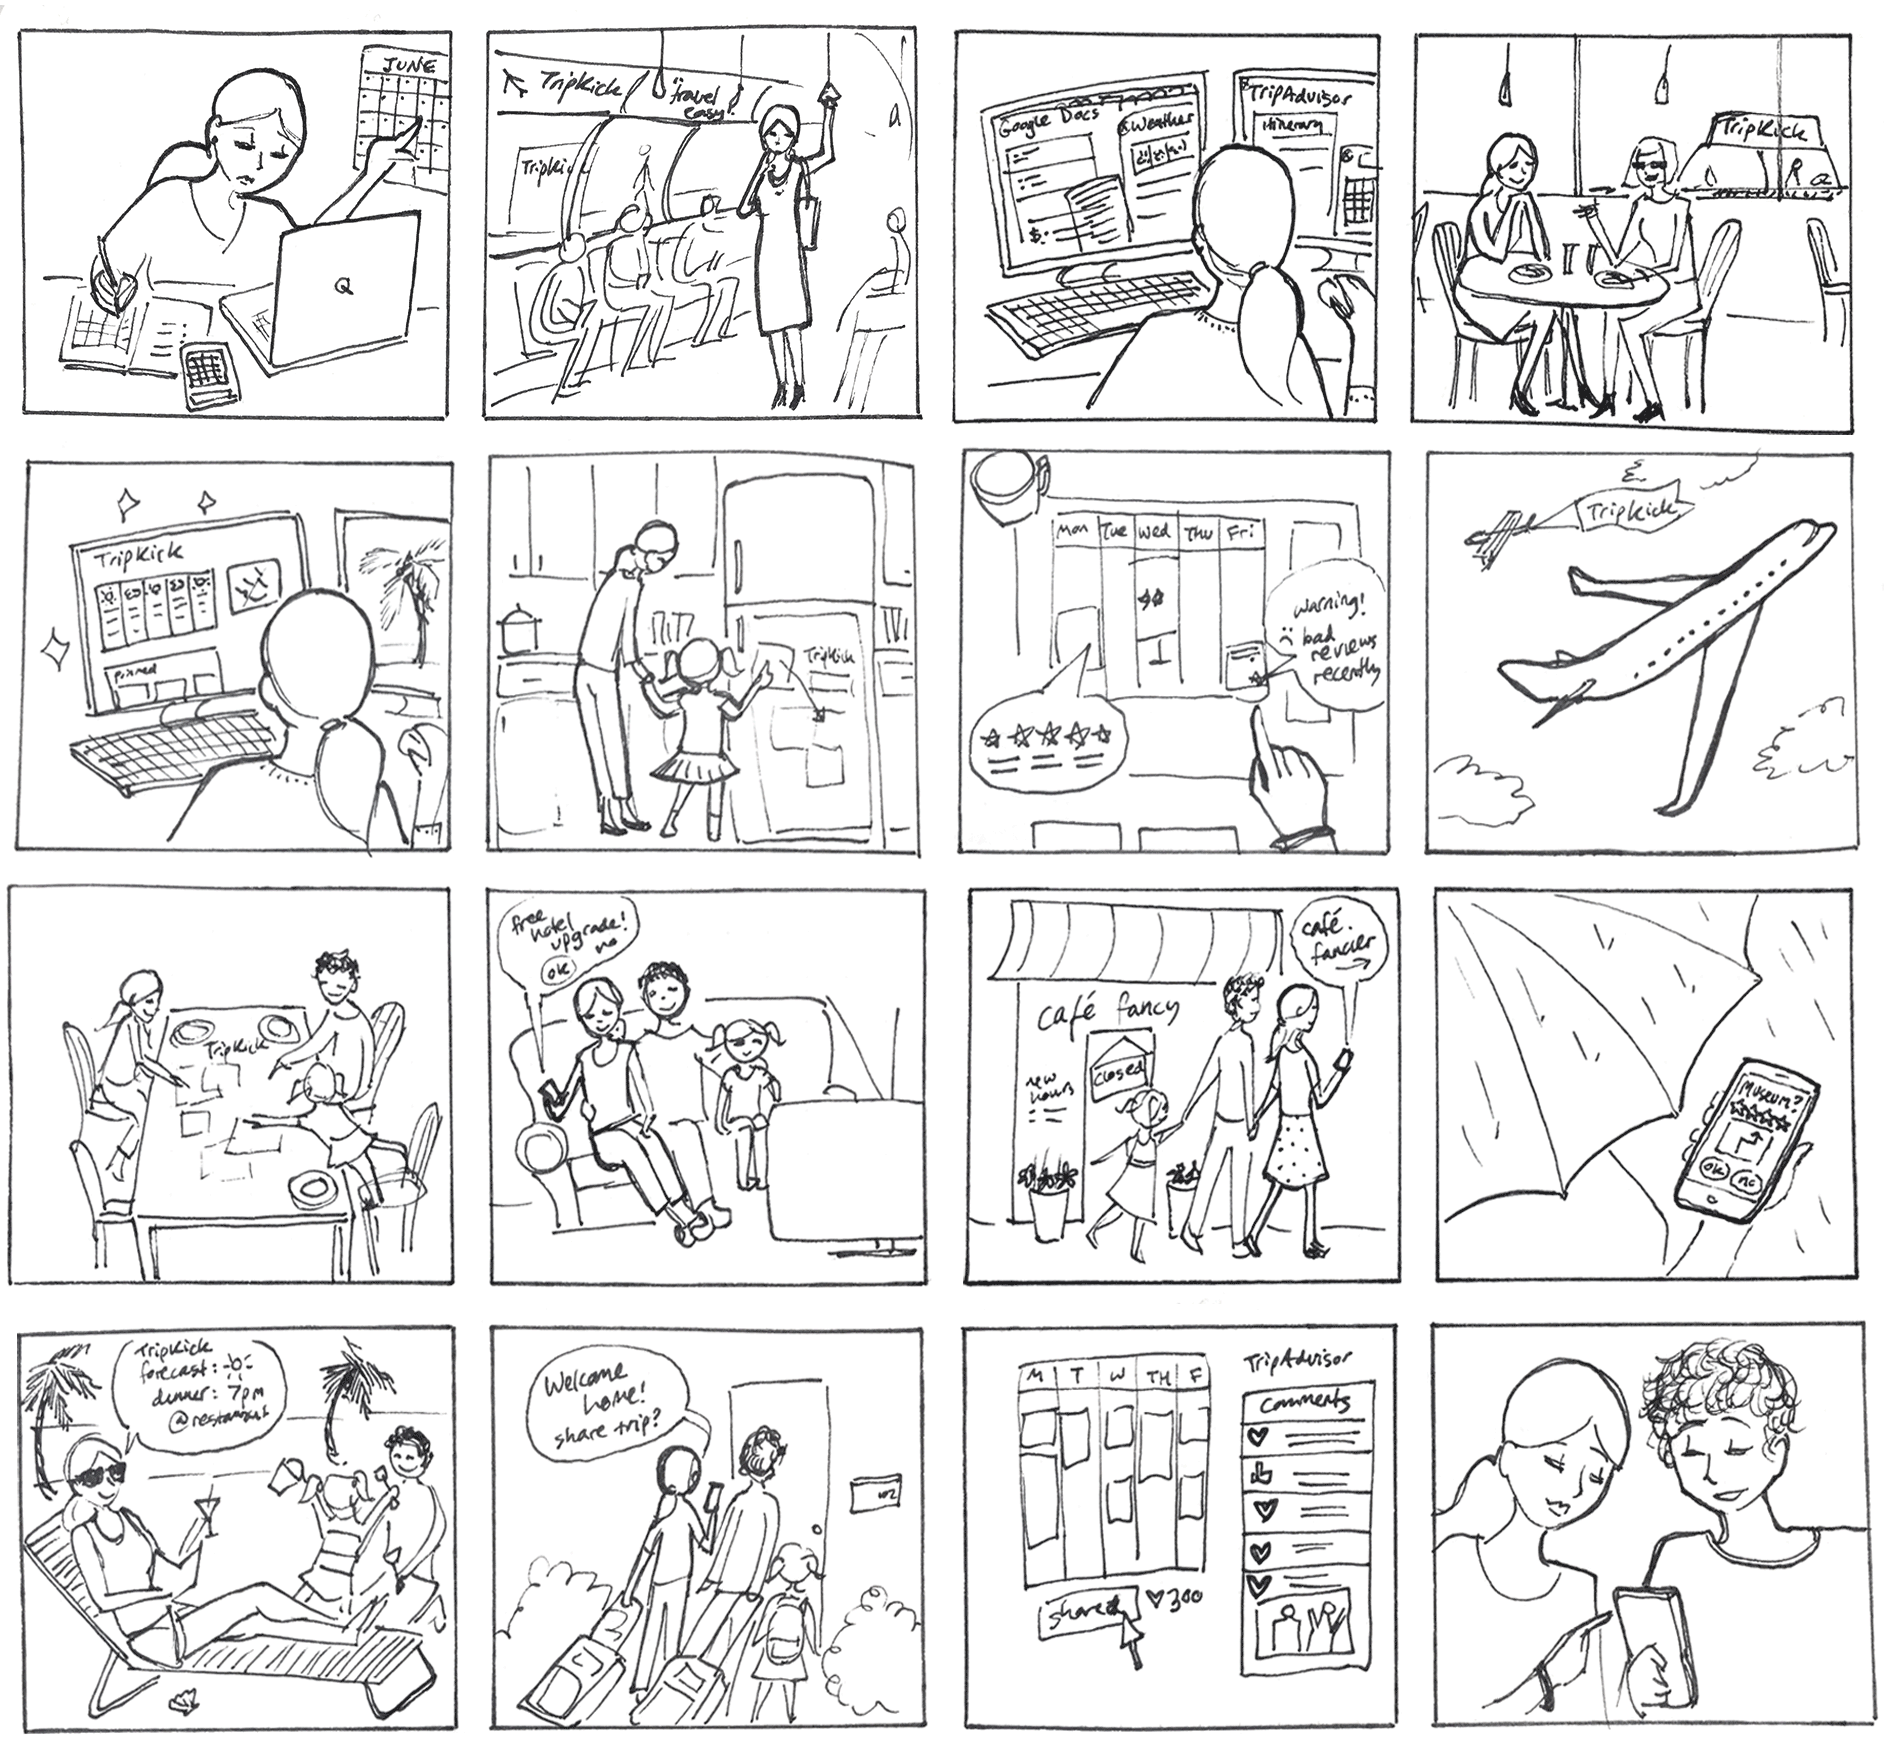 JUNE
TripKick
travel
easy!
TripKick
Google Docs
Weather
$:
TripAdvisor
itinerary
TripKick
TripKick
pinned
TripKick
Mon Tue Wed Thu Fri
warning!
bad
reviews
recently
TripKick
TripKick
free
hotel
upgrade!
no
ok
café.
fancier
café fancy
closed
new
hours
Museum?
OK
no
TripKick
forecast:
dinner: 7pm
@restaurant
Welcome
home!
share trip?
102
M T W TH F
share
300
TripAdvisor
Comments